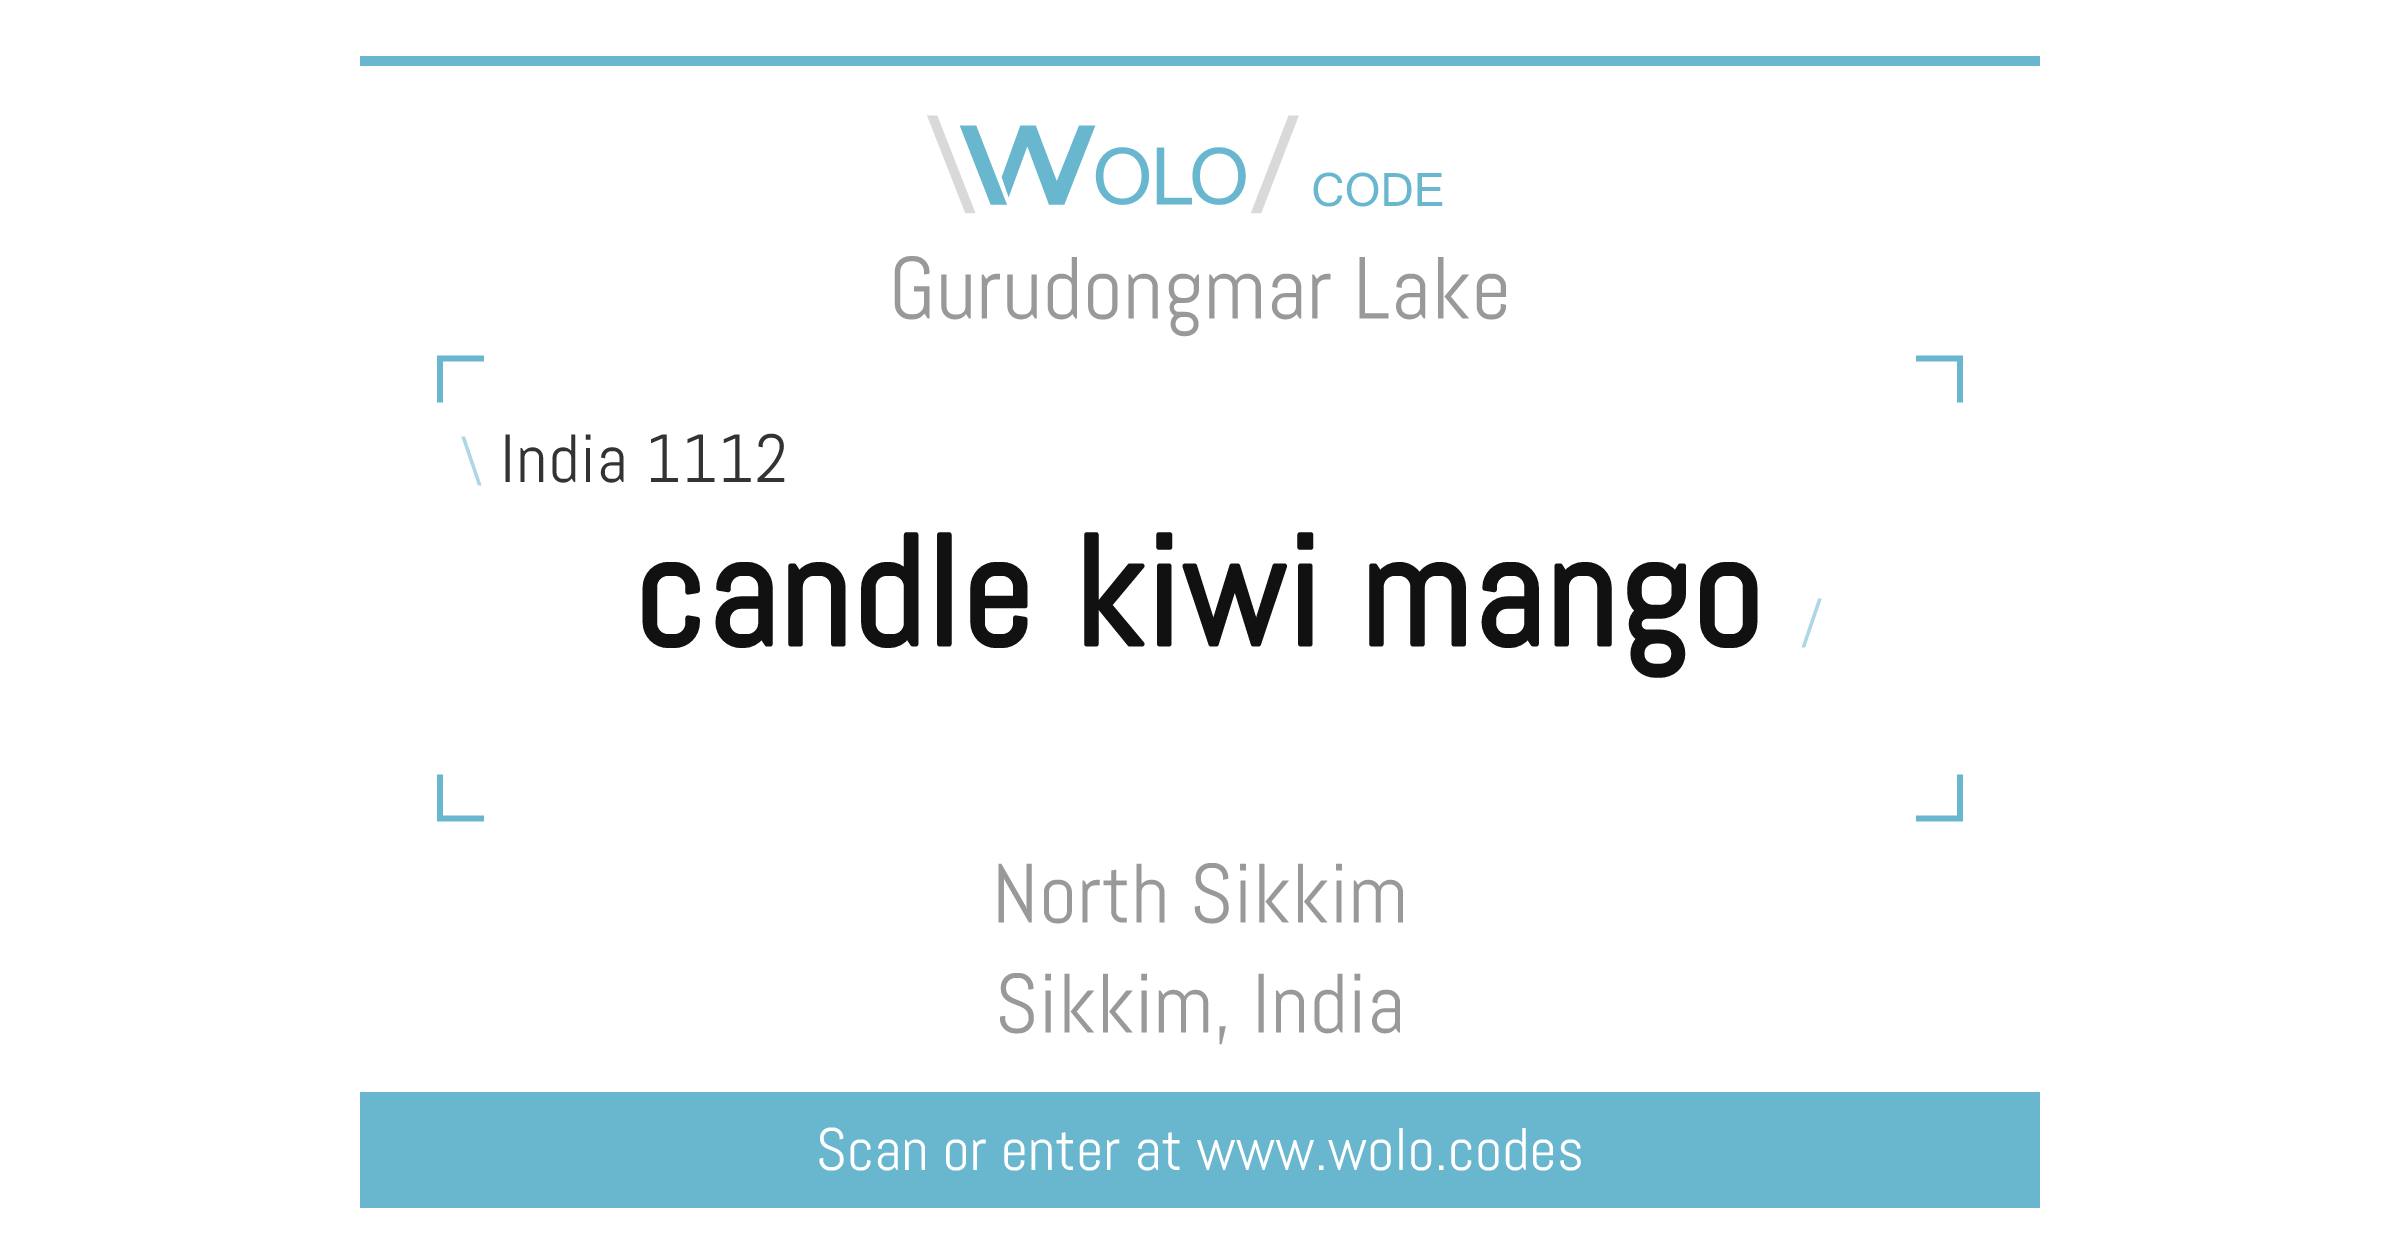 \WOLO/ CODE
Gurudongmar Lake
\ India 1112
candle kiwi mango /
North Sikkim
Sikkim, India
Scan or enter at www.wolo.codes